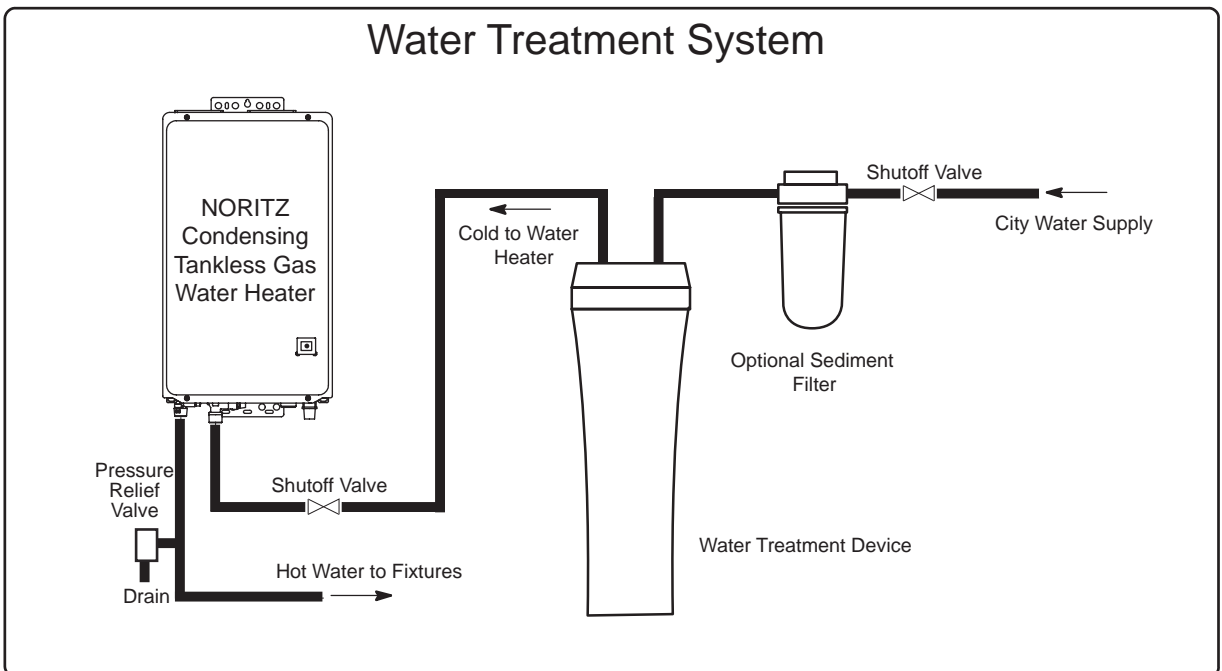 Water Treatment System
NORITZ
Condensing
Tankless Gas
Water Heater
Shutoff Valve
City Water Supply
Cold to Water
Heater
Optional Sediment
Filter
Pressure
Relief
Valve
Shutoff Valve
Water Treatment Device
Hot Water to Fixtures
Drain